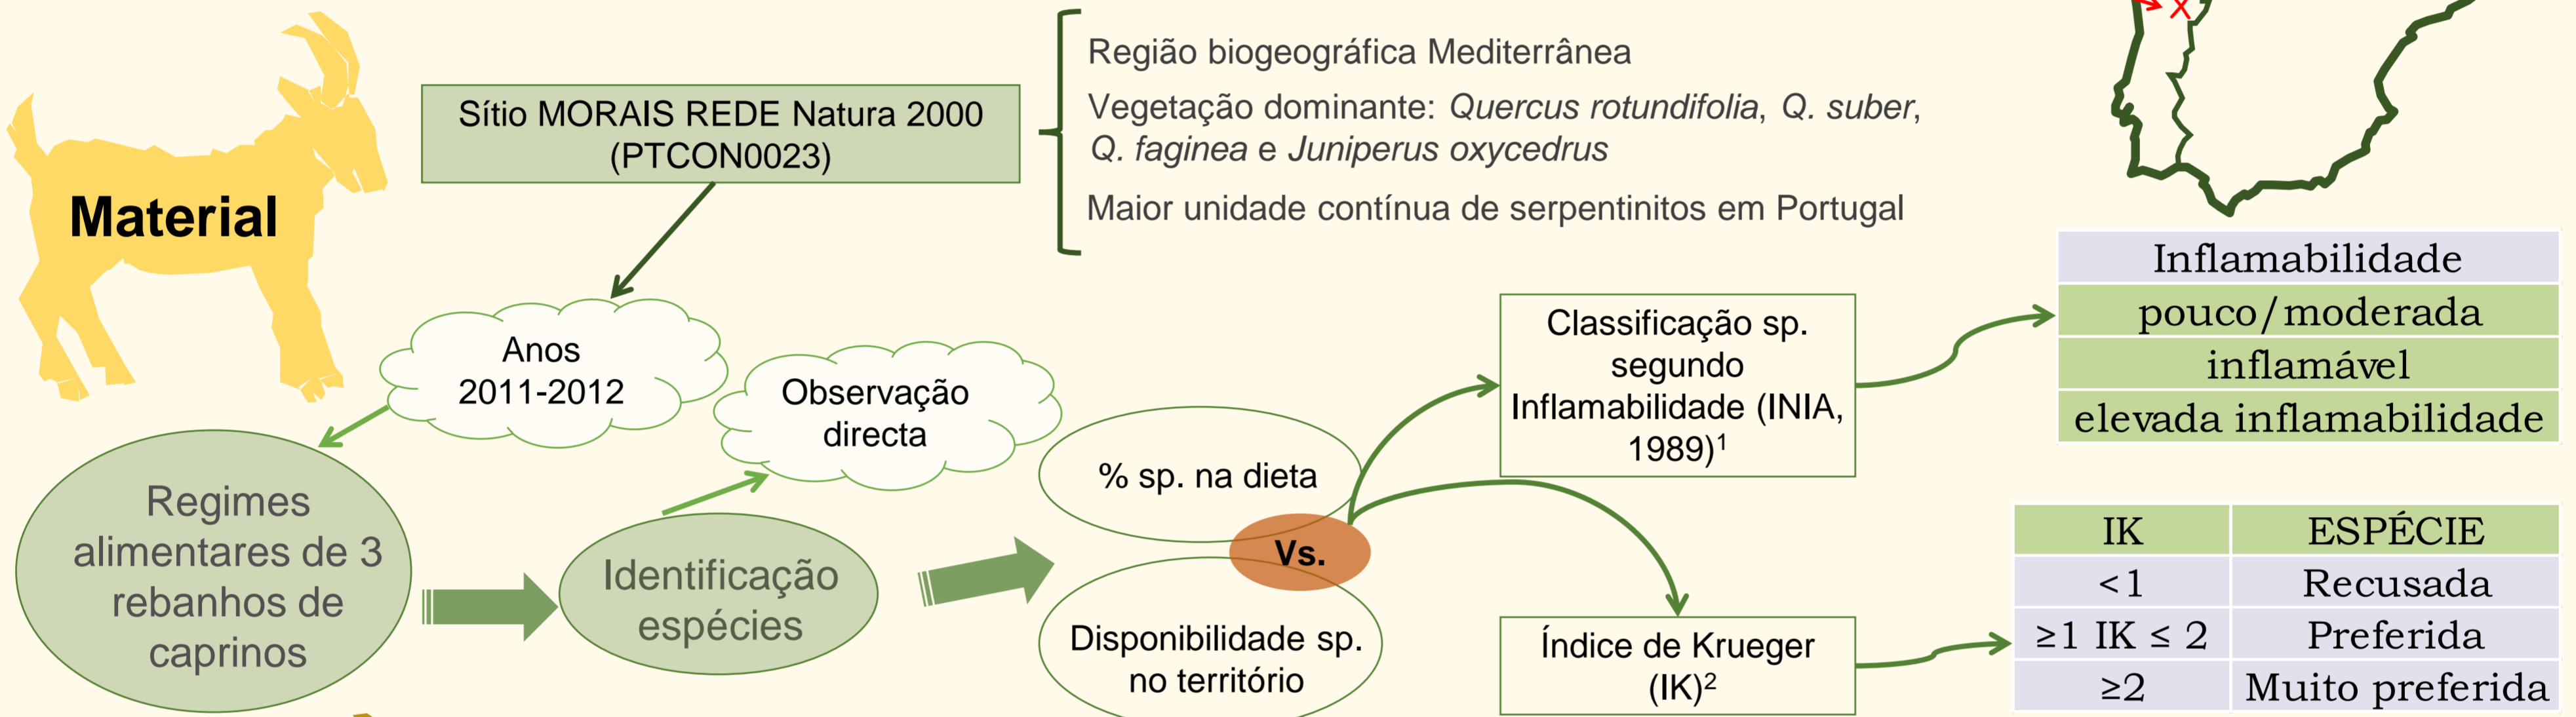 Material
Sítio MORAIS REDE Natura 2000
(PTCON0023)
Região biogeográfica Mediterrânea
Vegetação dominante: Quercus rotundifolia, Q. suber,
Q. faginea e Juniperus oxycedrus
Maior unidade contínua de serpentinitos em Portugal
X
Anos
2011-2012
Observação
directa
Regimes
alimentares de 3
rebanhos de
caprinos
Identificação
espécies
% sp. na dieta
Vs.
Disponibilidade sp.
no território
Classificação sp.
segundo
Inflamabilidade (INIA,
1989)¹
Inflamabilidade
pouco/moderada
inflamável
elevada inflamabilidade
Índice de Krueger
(IK)²
IK ESPÉCIE
<1 Recusada
≥1 IK ≤ 2 Preferida
≥2 Muito preferida